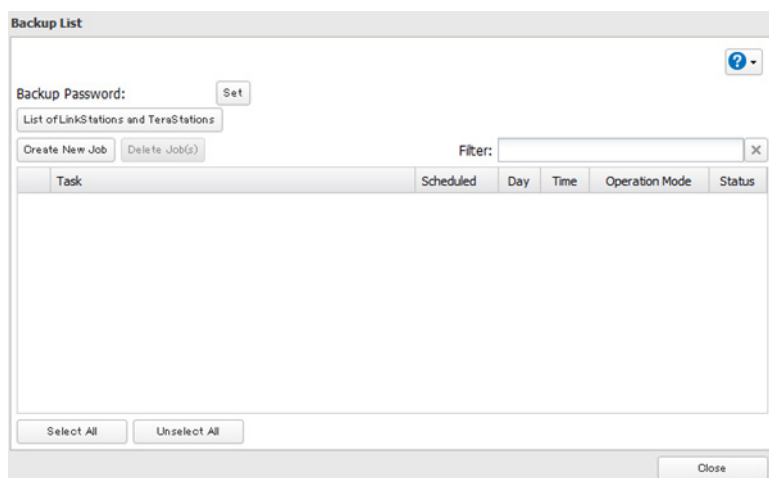 Backup List
?
Backup Password: Set
List of LinkStations and TeraStations
Create New Job Delete Job(s) Filter:
Task Scheduled Day Time Operation Mode Status
Select All Unselect All
Close